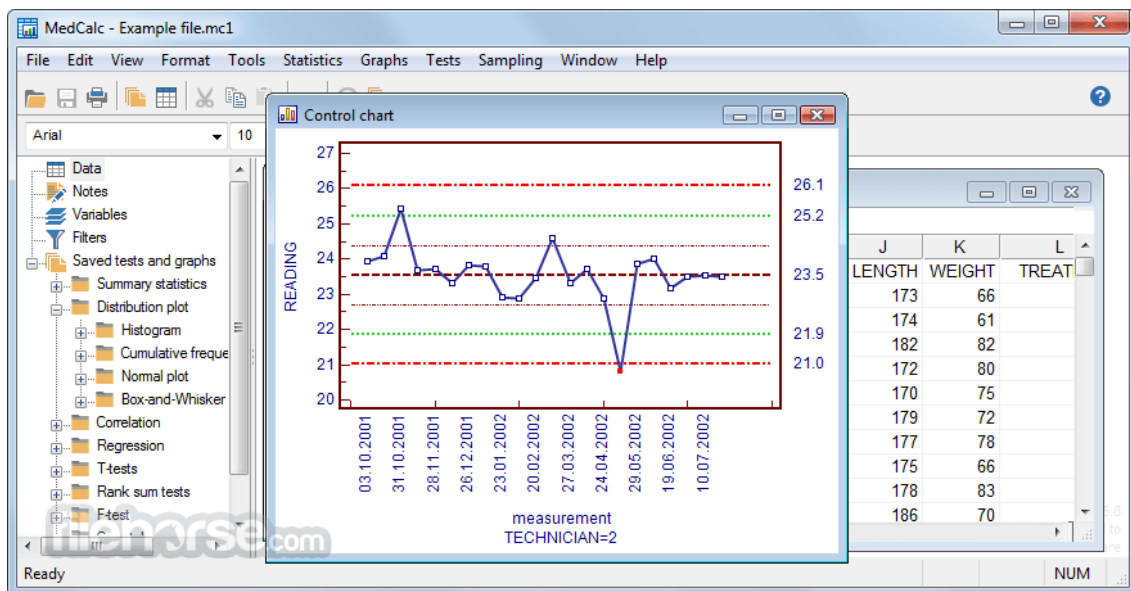 MedCalc - Example file.mc1
File Edit View Format Tools Statistics Graphs Tests Sampling Window Help
Arial 10
Data
Notes
Variables
Filters
Saved tests and graphs
Summary statistics
Distribution plot
Histogram
Cumulative freque
Normal plot
Box-and-Whisker
Correlation
Regression
T-tests
Rank sum tests
F-test
Control chart
READING
27
26
25
24
23
22
21
20
26.1
25.2
23.5
21.9
21.0
03.10.2001
31.10.2001
28.11.2001
26.12.2001
23.01.2002
20.02.2002
27.03.2002
24.04.2002
29.05.2002
19.06.2002
10.07.2002
measurement
TECHNICIAN=2
J K L
LENGTH WEIGHT TREAT
173 66
174 61
182 82
172 80
170 75
179 72
177 78
175 66
178 83
186 70
filehorse.com
Ready NUM